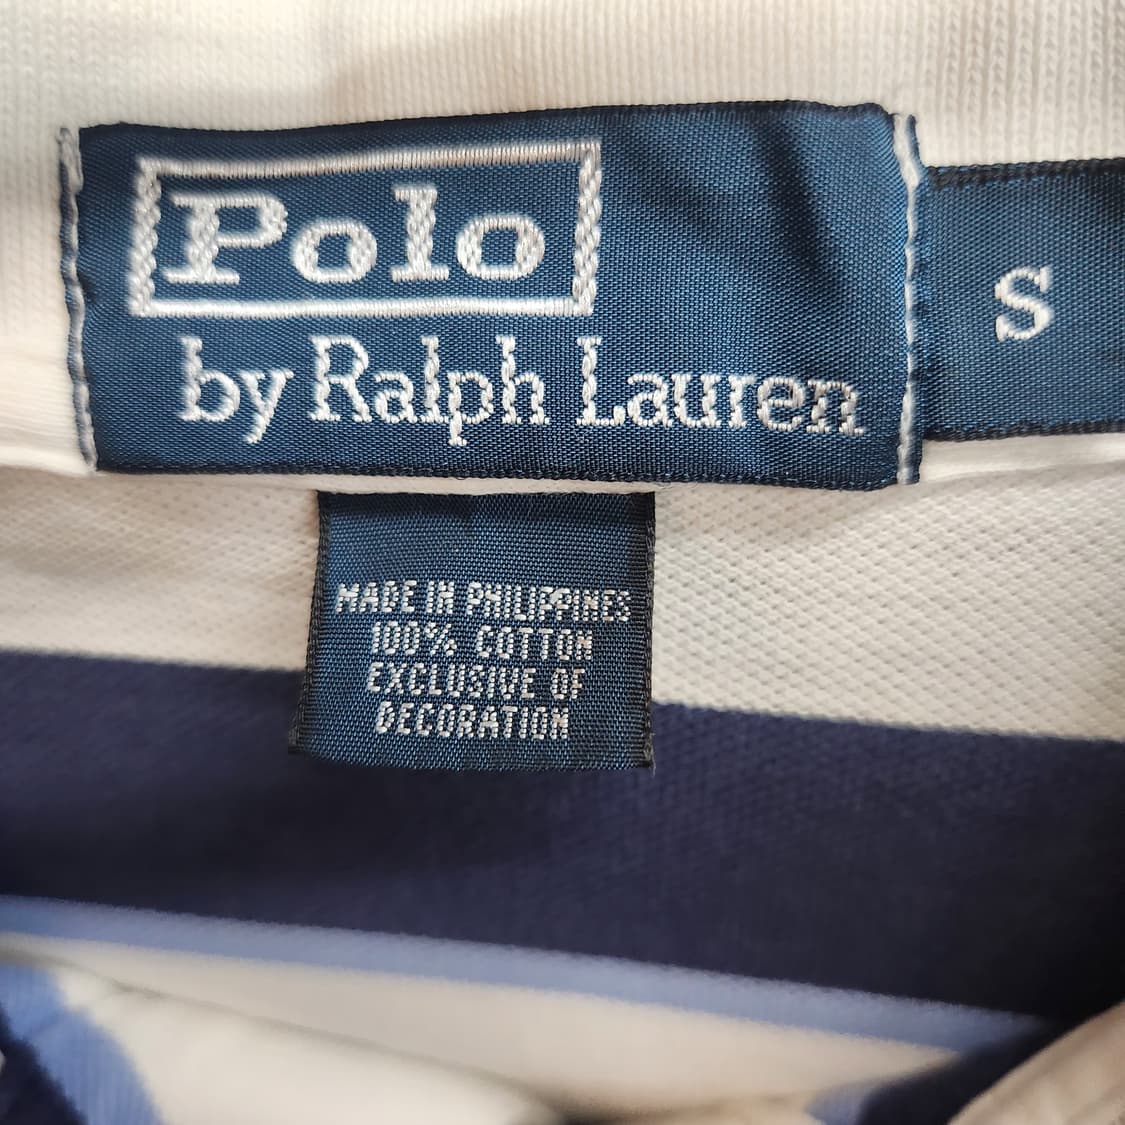 Polo
by Ralph Lauren
S
MADE IN PHILIPPINES
100% COTTON
EXCLUSIVE OF
DECORATION